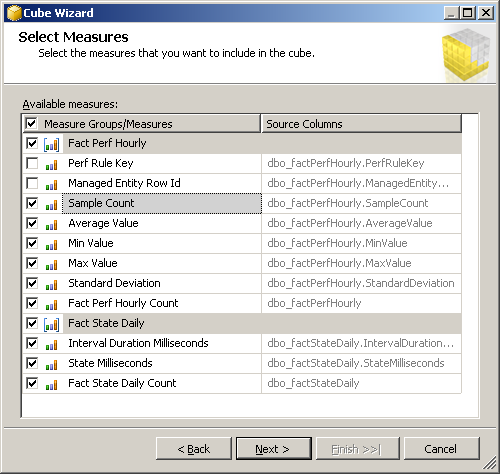 Cube Wizard
Select Measures
Select the measures that you want to include in the cube.
Available measures:
Measure Groups/Measures Source Columns
Fact Perf Hourly
Perf Rule Key dbo_factPerfHourly.PerfRuleKey
Managed Entity Row Id dbo_factPerfHourly.ManagedEntity...
Sample Count dbo_factPerfHourly.SampleCount
Average Value dbo_factPerfHourly.AverageValue
Min Value dbo_factPerfHourly.MinValue
Max Value dbo_factPerfHourly.MaxValue
Standard Deviation dbo_factPerfHourly.StandardDeviation
Fact Perf Hourly Count dbo_factPerfHourly
Fact State Daily
Interval Duration Milliseconds dbo_factStateDaily.IntervalDuration...
State Milliseconds dbo_factStateDaily.StateMilliseconds
Fact State Daily Count dbo_factStateDaily
< Back Next > Finish >>| Cancel